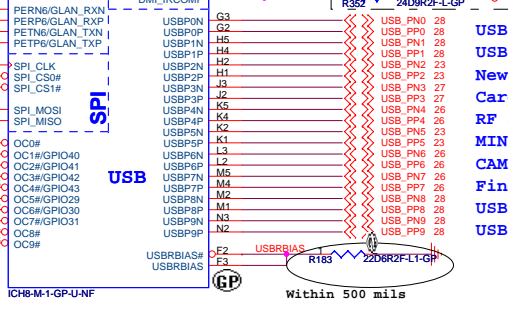 DMI_IRCOMP
R352 24D9R2F-L-GP
PERN6/GLAN_RXN
PERP6/GLAN_RXP
PETN6/GLAN_TXN
PETP6/GLAN_TXP
SPI_CLK
SPI_CS0#
SPI_CS1#
SPI_MOSI
SPI_MISO
SPI
OC0#
OC1#/GPIO40
OC2#/GPIO41
OC3#/GPIO42
OC4#/GPIO43
OC5#/GPIO29
OC6#/GPIO30
OC7#/GPIO31
OC8#
OC9#
USB
USBP0N G3 USB_PN0 28
USBP0P G2 USB_PP0 28 USB
USBP1N H5 USB_PN1 28
USBP1P H4 USB_PP1 28 USB
USBP2N H2 USB_PN2 23
USBP2P H1 USB_PP2 23 New
USBP3N J3 USB_PN3 27
USBP3P J2 USB_PP3 27 Car
USBP4N K5 USB_PN4 26
USBP4P K4 USB_PP4 26 RF
USBP5N K2 USB_PN5 23
USBP5P K1 USB_PP5 23 MIN
USBP6N L3 USB_PN6 26
USBP6P L2 USB_PP6 26 CAM
USBP7N M5 USB_PN7 26
USBP7P M4 USB_PP7 26 Fin
USBP8N M2 USB_PN8 28
USBP8P M1 USB_PP8 28 USB
USBP9N N3 USB_PN9 28
USBP9P N2 USB_PP9 28 USB
USBRBIAS# F2 USBRBIAS 1
USBRBIAS F3 R183 22D6R2F-L1-GP
GP
ICH8-M-1-GP-U-NF
Within 500 mils